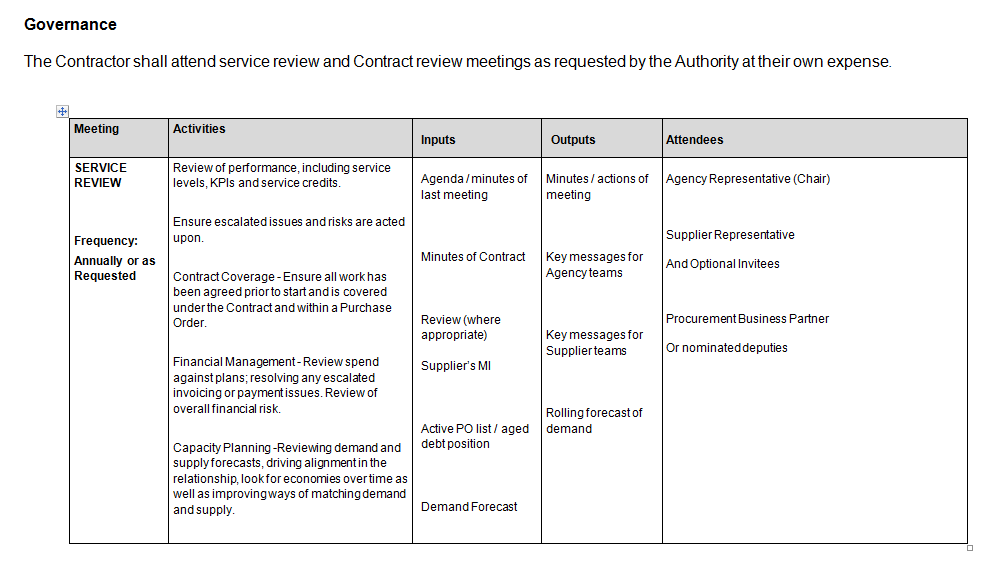 Governance
The Contractor shall attend service review and Contract review meetings as requested by the Authority at their own expense.
Meeting
Activities
Inputs
Outputs
Attendees
SERVICE
REVIEW
Frequency:
Annually or as
Requested
Review of performance, including service
levels, KPIs and service credits.
Ensure escalated issues and risks are acted
upon.
Contract Coverage - Ensure all work has
been agreed prior to start and is covered
under the Contract and within a Purchase
Order.
Financial Management - Review spend
against plans; resolving any escalated
invoicing or payment issues. Review of
overall financial risk.
Capacity Planning -Reviewing demand and
supply forecasts, driving alignment in the
relationship, look for economies over time as
well as improving ways of matching demand
and supply.
Agenda / minutes of
last meeting
Minutes of Contract
Review (where
appropriate)
Supplier's MI
Active PO list / aged
debt position
Demand Forecast
Minutes / actions of
meeting
Key messages for
Agency teams
Key messages for
Supplier teams
Rolling forecast of
demand
Agency Representative (Chair)
Supplier Representative
And Optional Invitees
Procurement Business Partner
Or nominated deputies